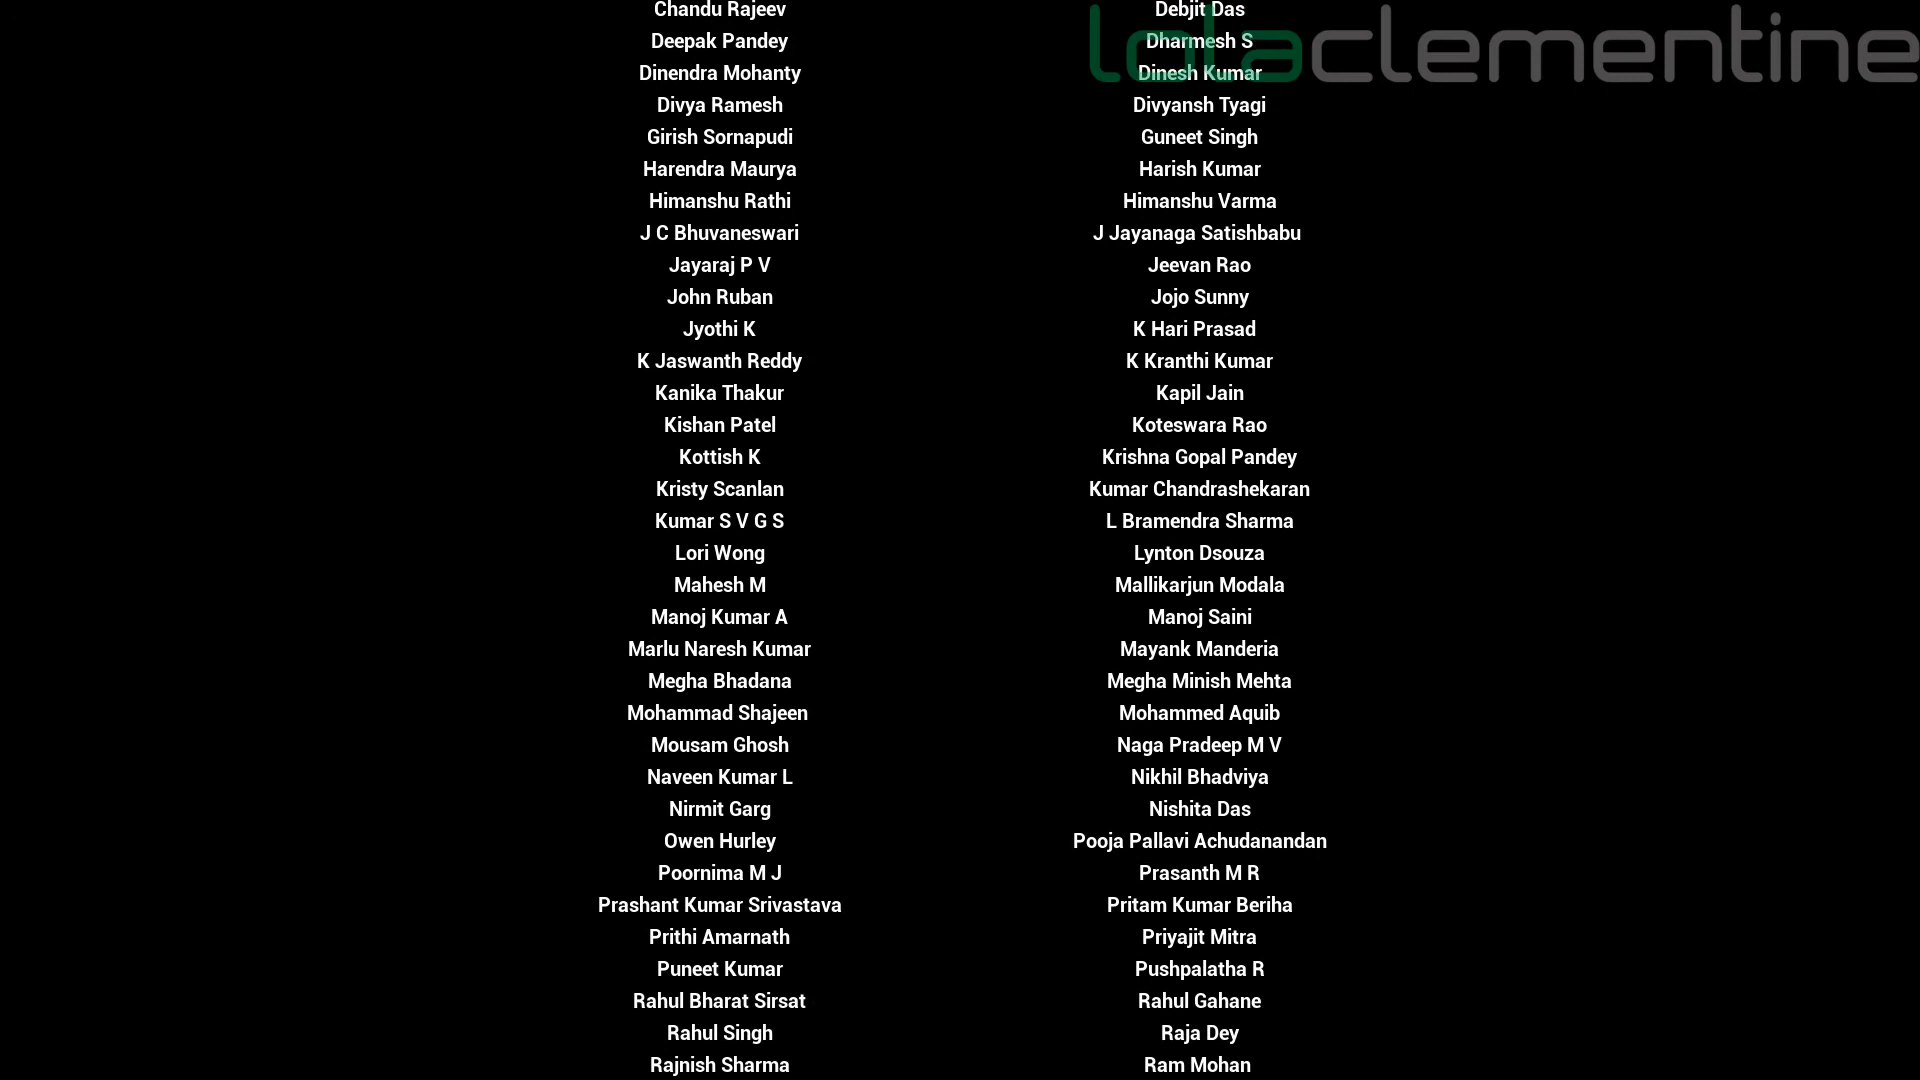 lolaclementine
Chandu Rajeev Debjit Das
Deepak Pandey Dharmesh S
Dinendra Mohanty Dinesh Kumar
Divya Ramesh Divyansh Tyagi
Girish Sornapudi Guneet Singh
Harendra Maurya Harish Kumar
Himanshu Rathi Himanshu Varma
J C Bhuvaneswari J Jayanaga Satishbabu
Jayaraj P V Jeevan Rao
John Ruban Jojo Sunny
Jyothi K K Hari Prasad
K Jaswanth Reddy K Kranthi Kumar
Kanika Thakur Kapil Jain
Kishan Patel Koteswara Rao
Kottish K Krishna Gopal Pandey
Kristy Scanlan Kumar Chandrashekaran
Kumar S V G S L Bramendra Sharma
Lori Wong Lynton Dsouza
Mahesh M Mallikarjun Modala
Manoj Kumar A Manoj Saini
Marlu Naresh Kumar Mayank Manderia
Megha Bhadana Megha Minish Mehta
Mohammad Shajeen Mohammed Aquib
Mousam Ghosh Naga Pradeep M V
Naveen Kumar L Nikhil Bhadviya
Nirmit Garg Nishita Das
Owen Hurley Pooja Pallavi Achudanandan
Poornima M J Prasanth M R
Prashant Kumar Srivastava Pritam Kumar Beriha
Prithi Amarnath Priyajit Mitra
Puneet Kumar Pushpalatha R
Rahul Bharat Sirsat Rahul Gahane
Rahul Singh Raja Dey
Rajnish Sharma Ram Mohan